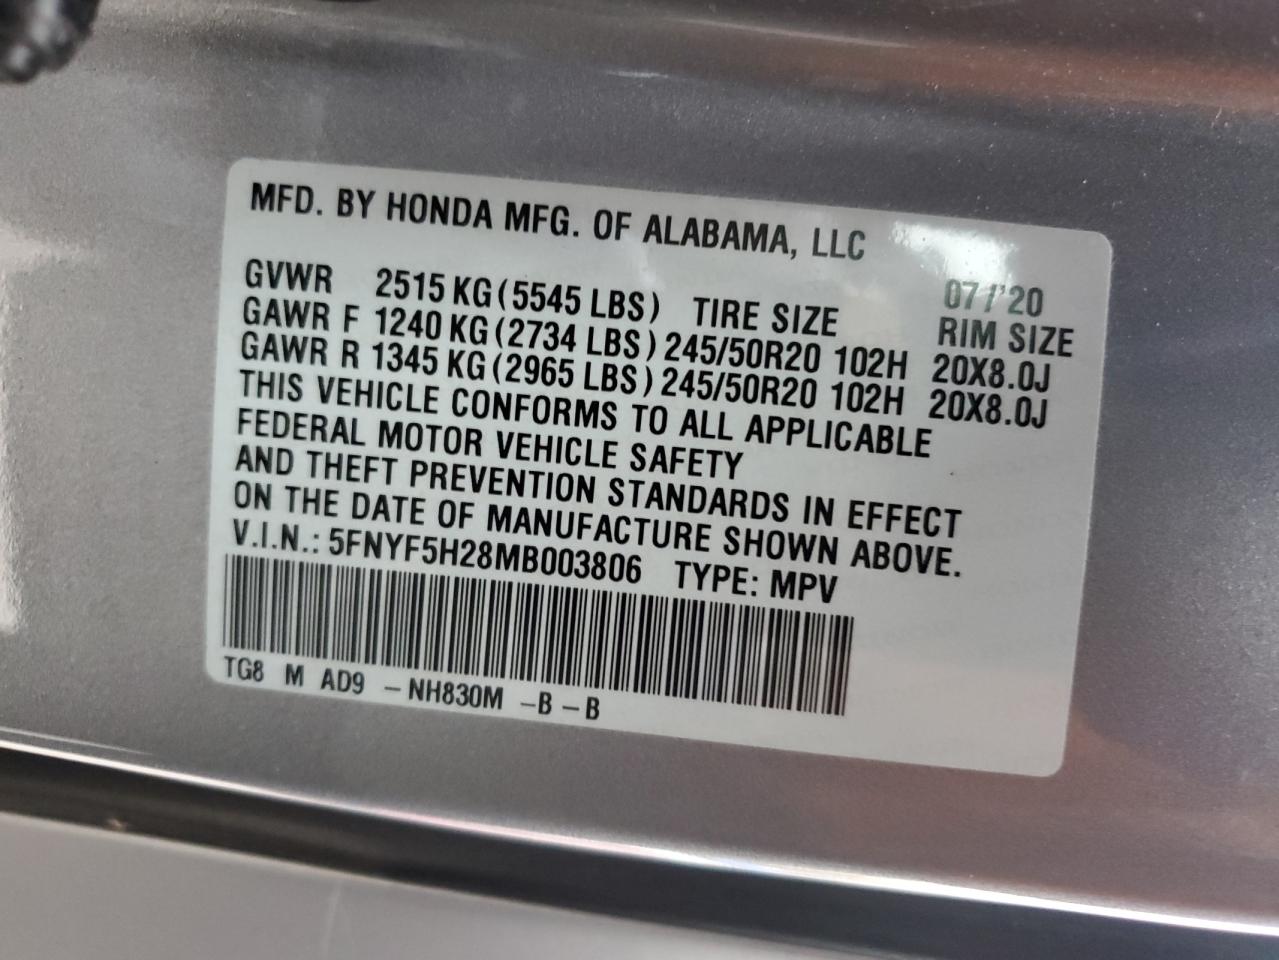 MFD. BY HONDA MFG. OF ALABAMA, LLC
GVWR 2515 KG (5545 LBS) TIRE SIZE 07/'20
GAWR F 1240 KG (2734 LBS) 245/50R20 102H RIM SIZE 20X8.0J
GAWR R 1345 KG (2965 LBS) 245/50R20 102H 20X8.0J
THIS VEHICLE CONFORMS TO ALL APPLICABLE
FEDERAL MOTOR VEHICLE SAFETY
AND THEFT PREVENTION STANDARDS IN EFFECT
ON THE DATE OF MANUFACTURE SHOWN ABOVE.
V.I.N.: 5FNYF5H28MB003806 TYPE: MPV
TG8 M AD9 -NH830M -B-B